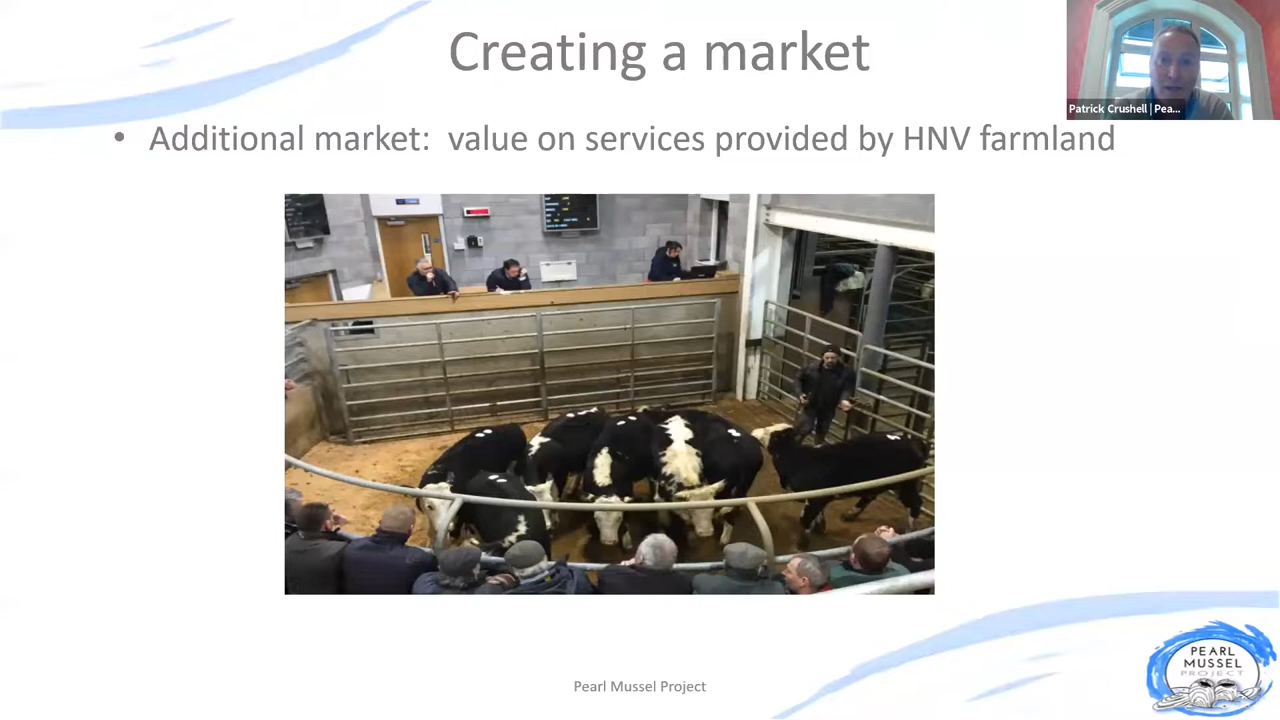 Creating a market
Patrick Crushell | Pea...
• Additional market:  value on services provided by HNV farmland
Pearl Mussel Project
PEARL
MUSSEL
PROJECT